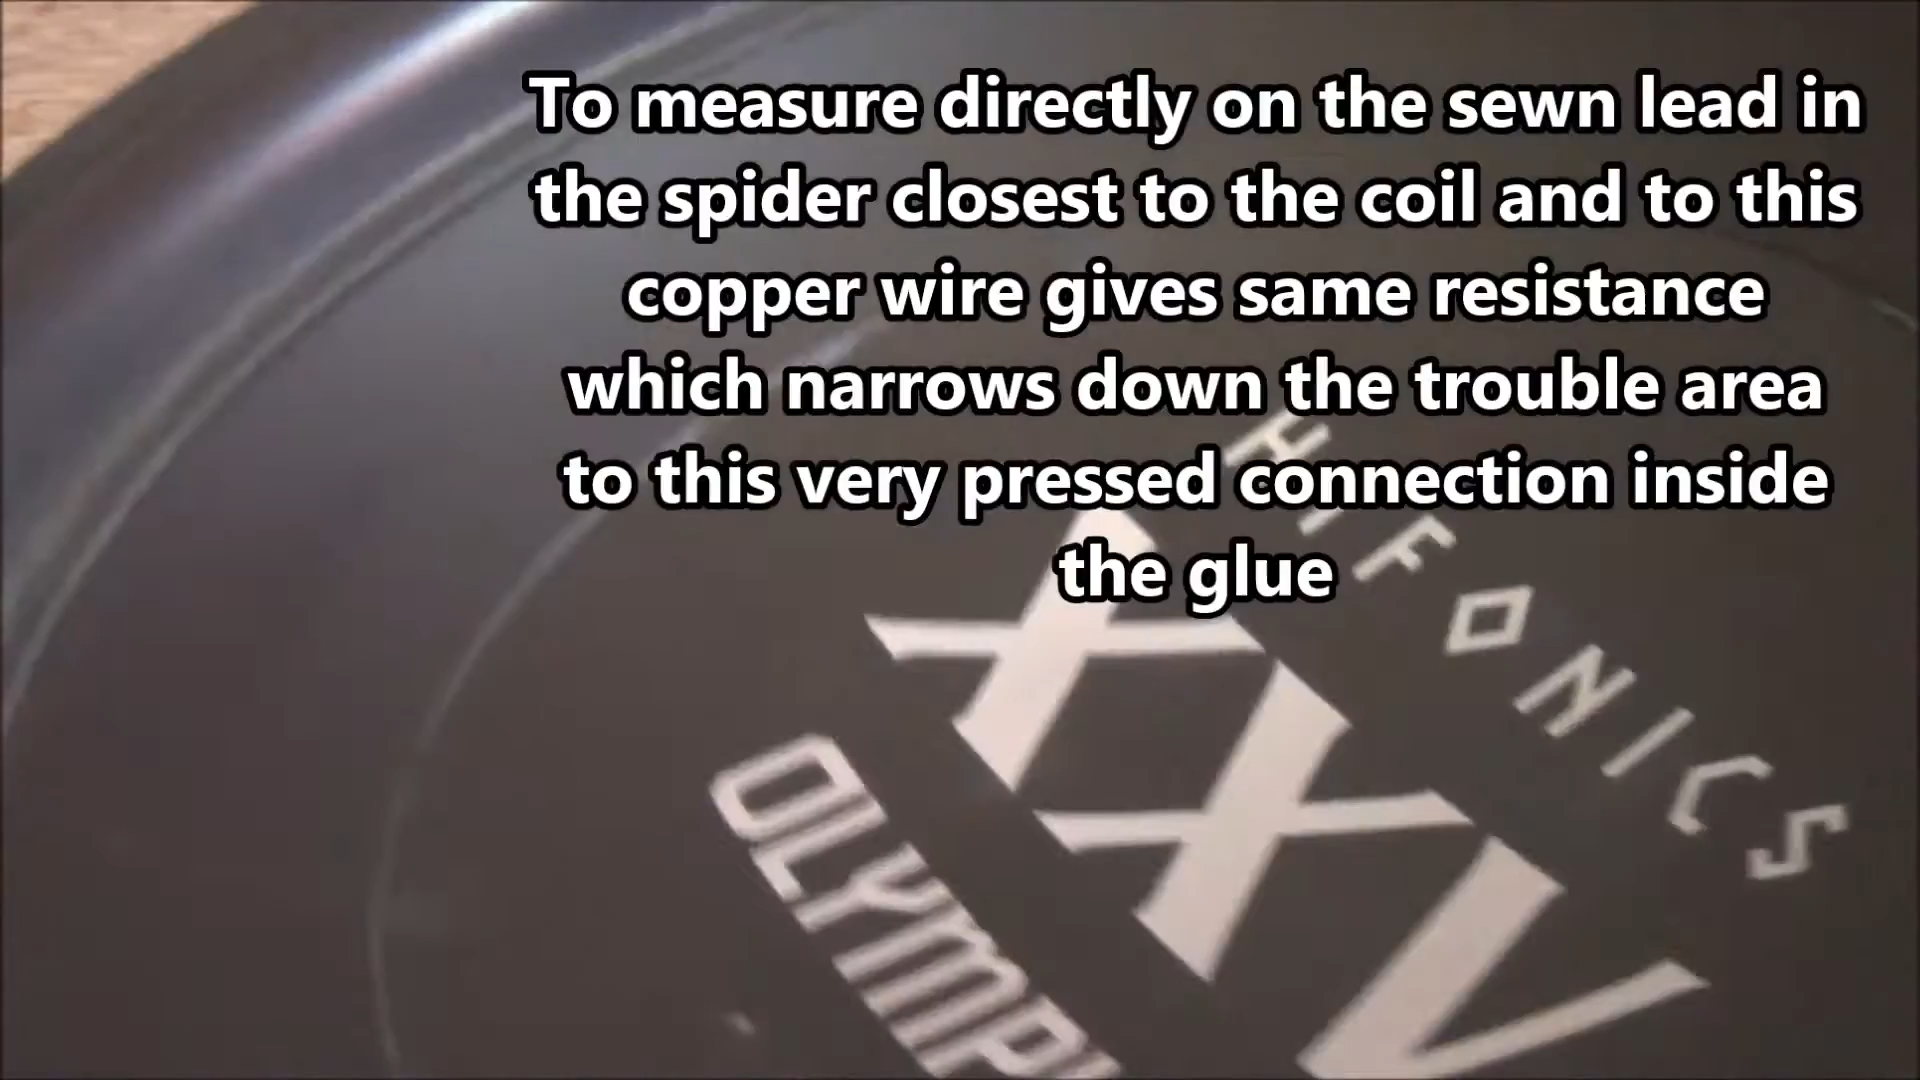 To measure directly on the sewn lead in
the spider closest to the coil and to this
copper wire gives same resistance
which narrows down the trouble area
to this very pressed connection inside
the glue
HIFONICS
XXV
OLYMP